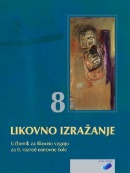 8
LIKOVNO IZRAŽANJE
Učbenik za likovno vzgojo
za 8. razred osnovne šole